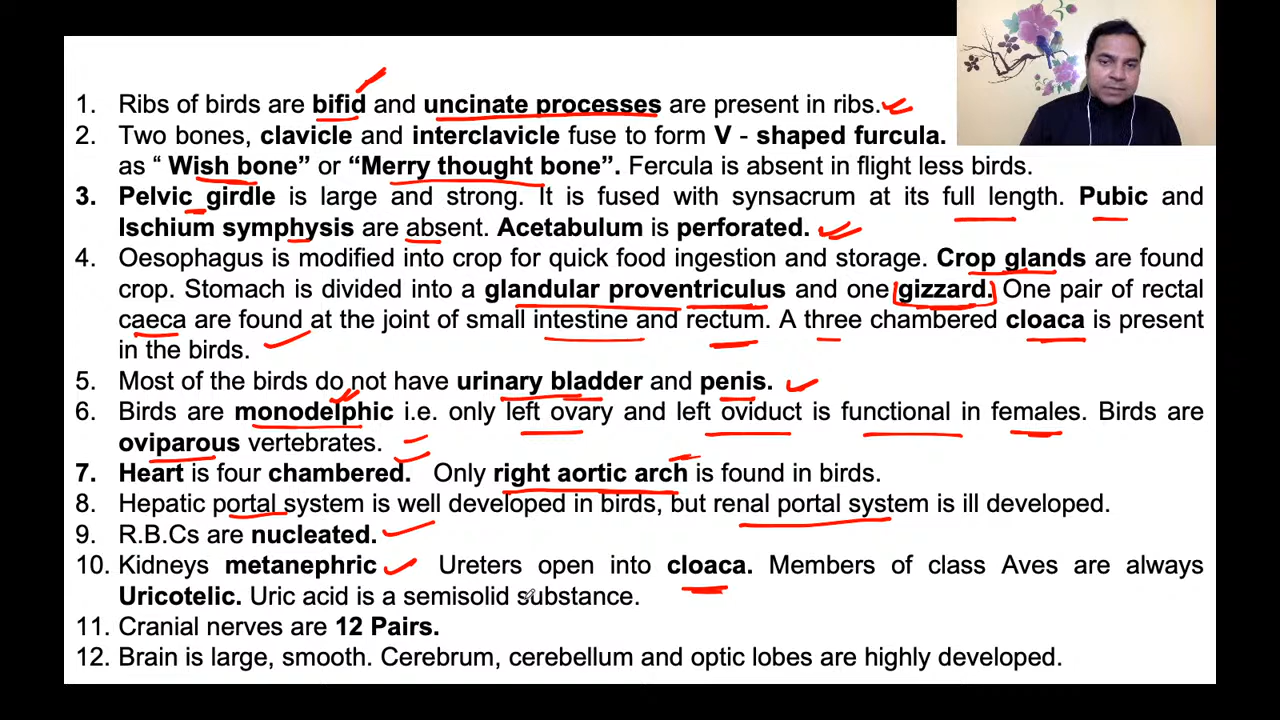 1. Ribs of birds are bifid and uncinate processes are present in ribs.
2. Two bones, clavicle and interclavicle fuse to form V - shaped furcula.
as “ Wish bone” or “Merry thought bone”. Fercula is absent in flight less birds.
3. Pelvic girdle is large and strong. It is fused with synsacrum at its full length. Pubic and
Ischium symphysis are absent. Acetabulum is perforated.
4. Oesophagus is modified into crop for quick food ingestion and storage. Crop glands are found
crop. Stomach is divided into a glandular proventriculus and one gizzard. One pair of rectal
caeca are found at the joint of small intestine and rectum. A three chambered cloaca is present
in the birds.
5. Most of the birds do not have urinary bladder and penis.
6. Birds are monodelphic i.e. only left ovary and left oviduct is functional in females. Birds are
oviparous vertebrates.
7. Heart is four chambered. Only right aortic arch is found in birds.
8. Hepatic portal system is well developed in birds, but renal portal system is ill developed.
9. R.B.Cs are nucleated.
10. Kidneys metanephric Ureters open into cloaca. Members of class Aves are always
Uricotelic. Uric acid is a semisolid substance.
11. Cranial nerves are 12 Pairs.
12. Brain is large, smooth. Cerebrum, cerebellum and optic lobes are highly developed.